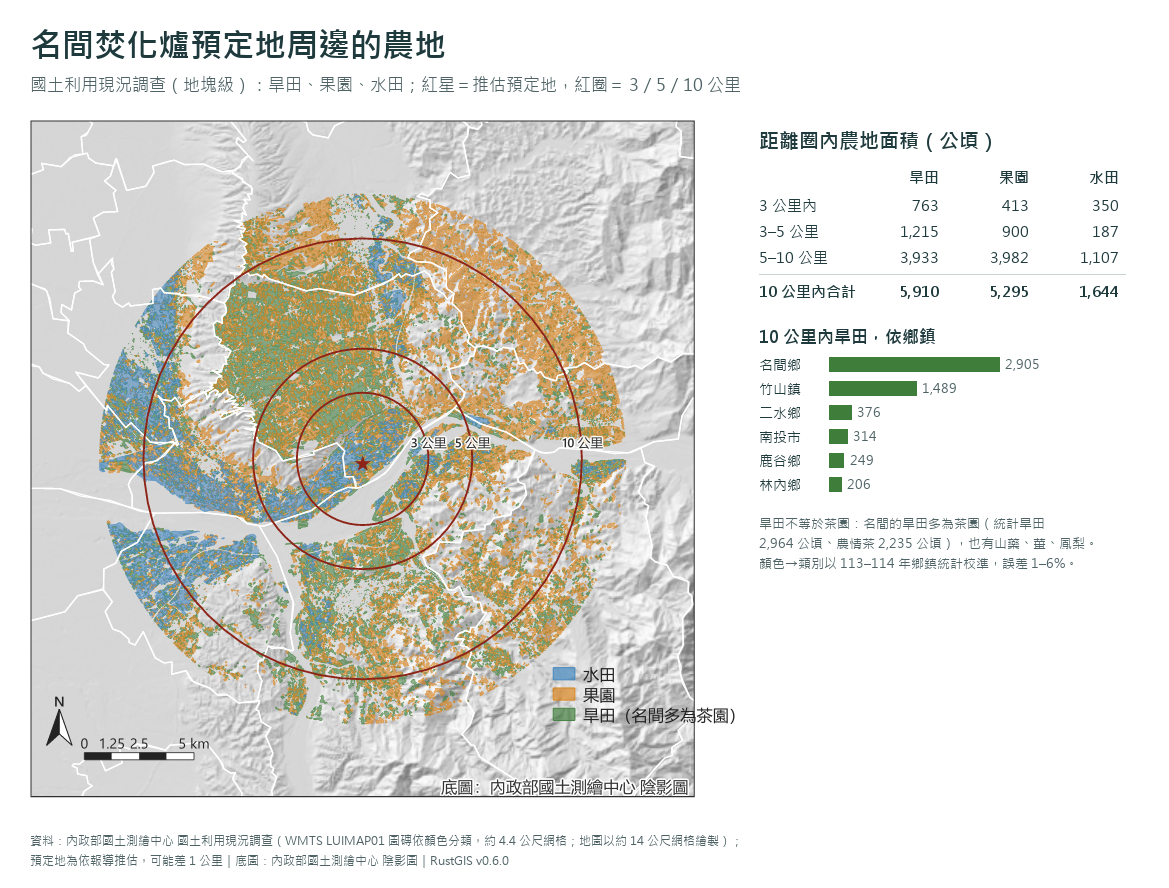 名間焚化爐預定地周邊的農地
國土利用現況調查（地塊級）：旱田、果園、水田；紅星＝推估預定地，紅圈＝ 3 / 5 / 10 公里
距離圈內農地面積（公頃）
旱田 果園 水田
3 公里內 763 413 350
3–5 公里 1,215 900 187
5–10 公里 3,933 3,982 1,107
10 公里內合計 5,910 5,295 1,644
10 公里內旱田，依鄉鎮
名間鄉 2,905
竹山鎮 1,489
二水鄉 376
南投市 314
鹿谷鄉 249
林內鄉 206
旱田不等於茶園：名間的旱田多為茶園（統計旱田
2,964 公頃、農情茶 2,235 公頃），也有山藥、薑、鳳梨。
顏色→類別以 113–114 年鄉鎮統計校準，誤差 1–6%。
3 公里 5 公里 10 公里
水田
果園
旱田（名間多為茶園）
N
0 1.25 2.5 5 km
底圖：內政部國土測繪中心 陰影圖
資料：內政部國土測繪中心 國土利用現況調查（WMTS LUIMAP01 圖磚依顏色分類，約 4.4 公尺網格；地圖以約 14 公尺網格繪製）；
預定地為依報導推估，可能差 1 公里｜底圖：內政部國土測繪中心 陰影圖｜RustGIS v0.6.0